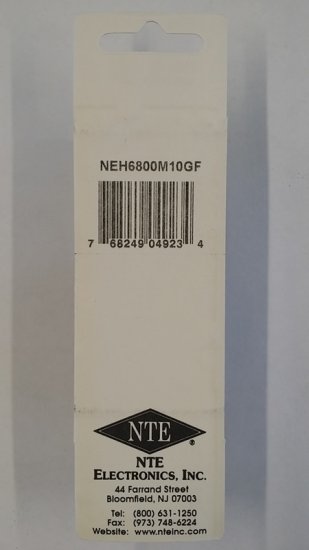 NEH6800M10GF
7 68249 04923 4
NTE
NTE
ELECTRONICS, INC.
44 Farrand Street
Bloomfield, NJ 07003
Tel: (800) 631-1250
Fax: (973) 748-6224
Website: www.nteinc.com